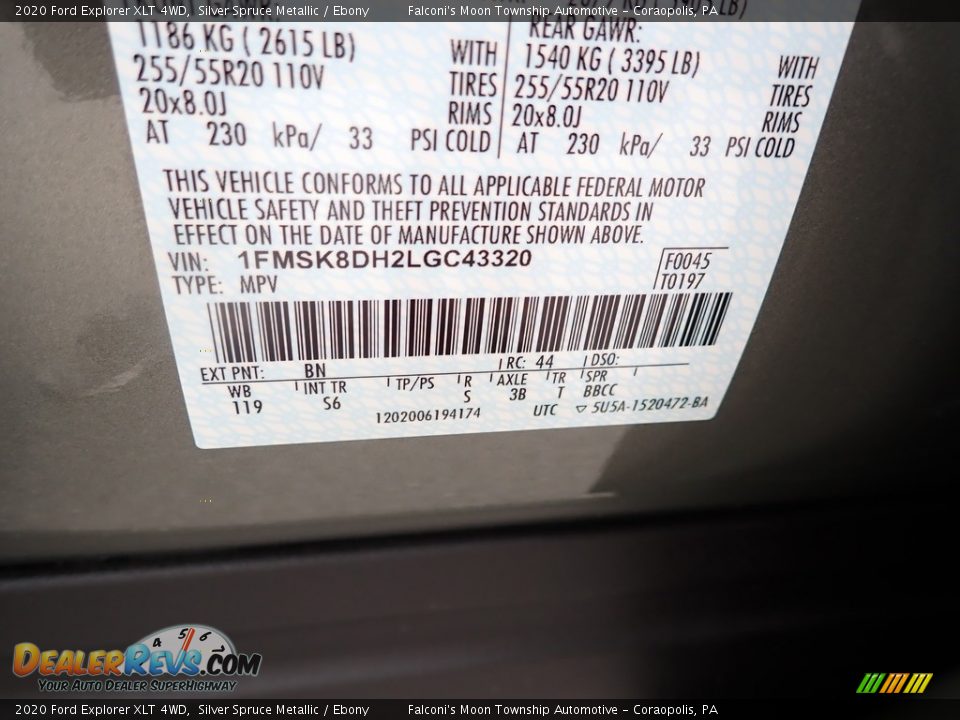 2020 Ford Explorer XLT 4WD, Silver Spruce Metallic / Ebony Falconi's Moon Township Automotive - Coraopolis, PA
REAR GAWR:
1186 KG ( 2615 LB) WITH 1540 KG ( 3395 LB) WITH
255/55R20 110V TIRES 255/55R20 110V TIRES
20x8.0J RIMS 20x8.0J RIMS
AT 230 kPa/ 33 PSI COLD AT 230 kPa/ 33 PSI COLD
THIS VEHICLE CONFORMS TO ALL APPLICABLE FEDERAL MOTOR
VEHICLE SAFETY AND THEFT PREVENTION STANDARDS IN
EFFECT ON THE DATE OF MANUFACTURE SHOWN ABOVE.
VIN: 1FMSK8DH2LGC43320 F0045
TYPE: MPV T0197
EXT PNT: BN RC: 44 DSO:
WB INT TR TP/PS R AXLE TR SPR
119 S6 S 3B T BBCC
1202006194174 UTC ▽ 5U5A-1520472-BA
4 5 6
DealerRevs.com
Your Auto Dealer SuperHighway
2020 Ford Explorer XLT 4WD, Silver Spruce Metallic / Ebony Falconi's Moon Township Automotive - Coraopolis, PA